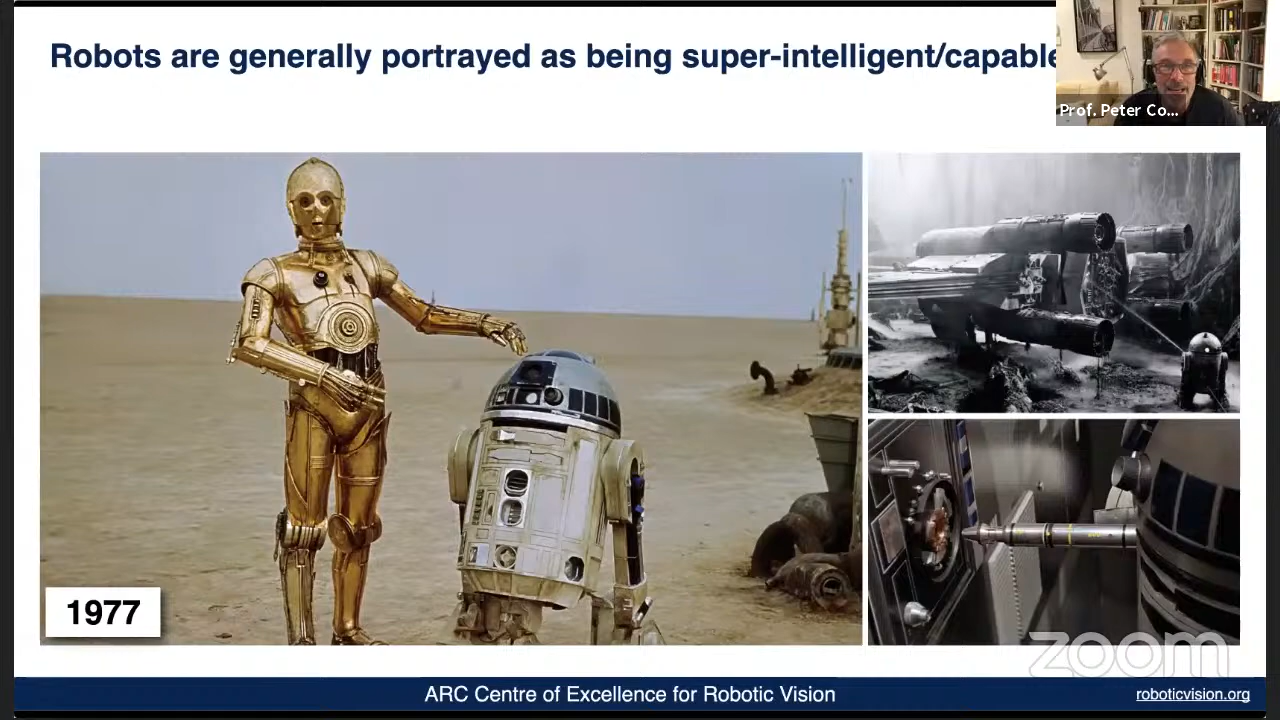 Robots are generally portrayed as being super-intelligent/capable
Prof. Peter Co...
1977
zoom
ARC Centre of Excellence for Robotic Vision
roboticvision.org